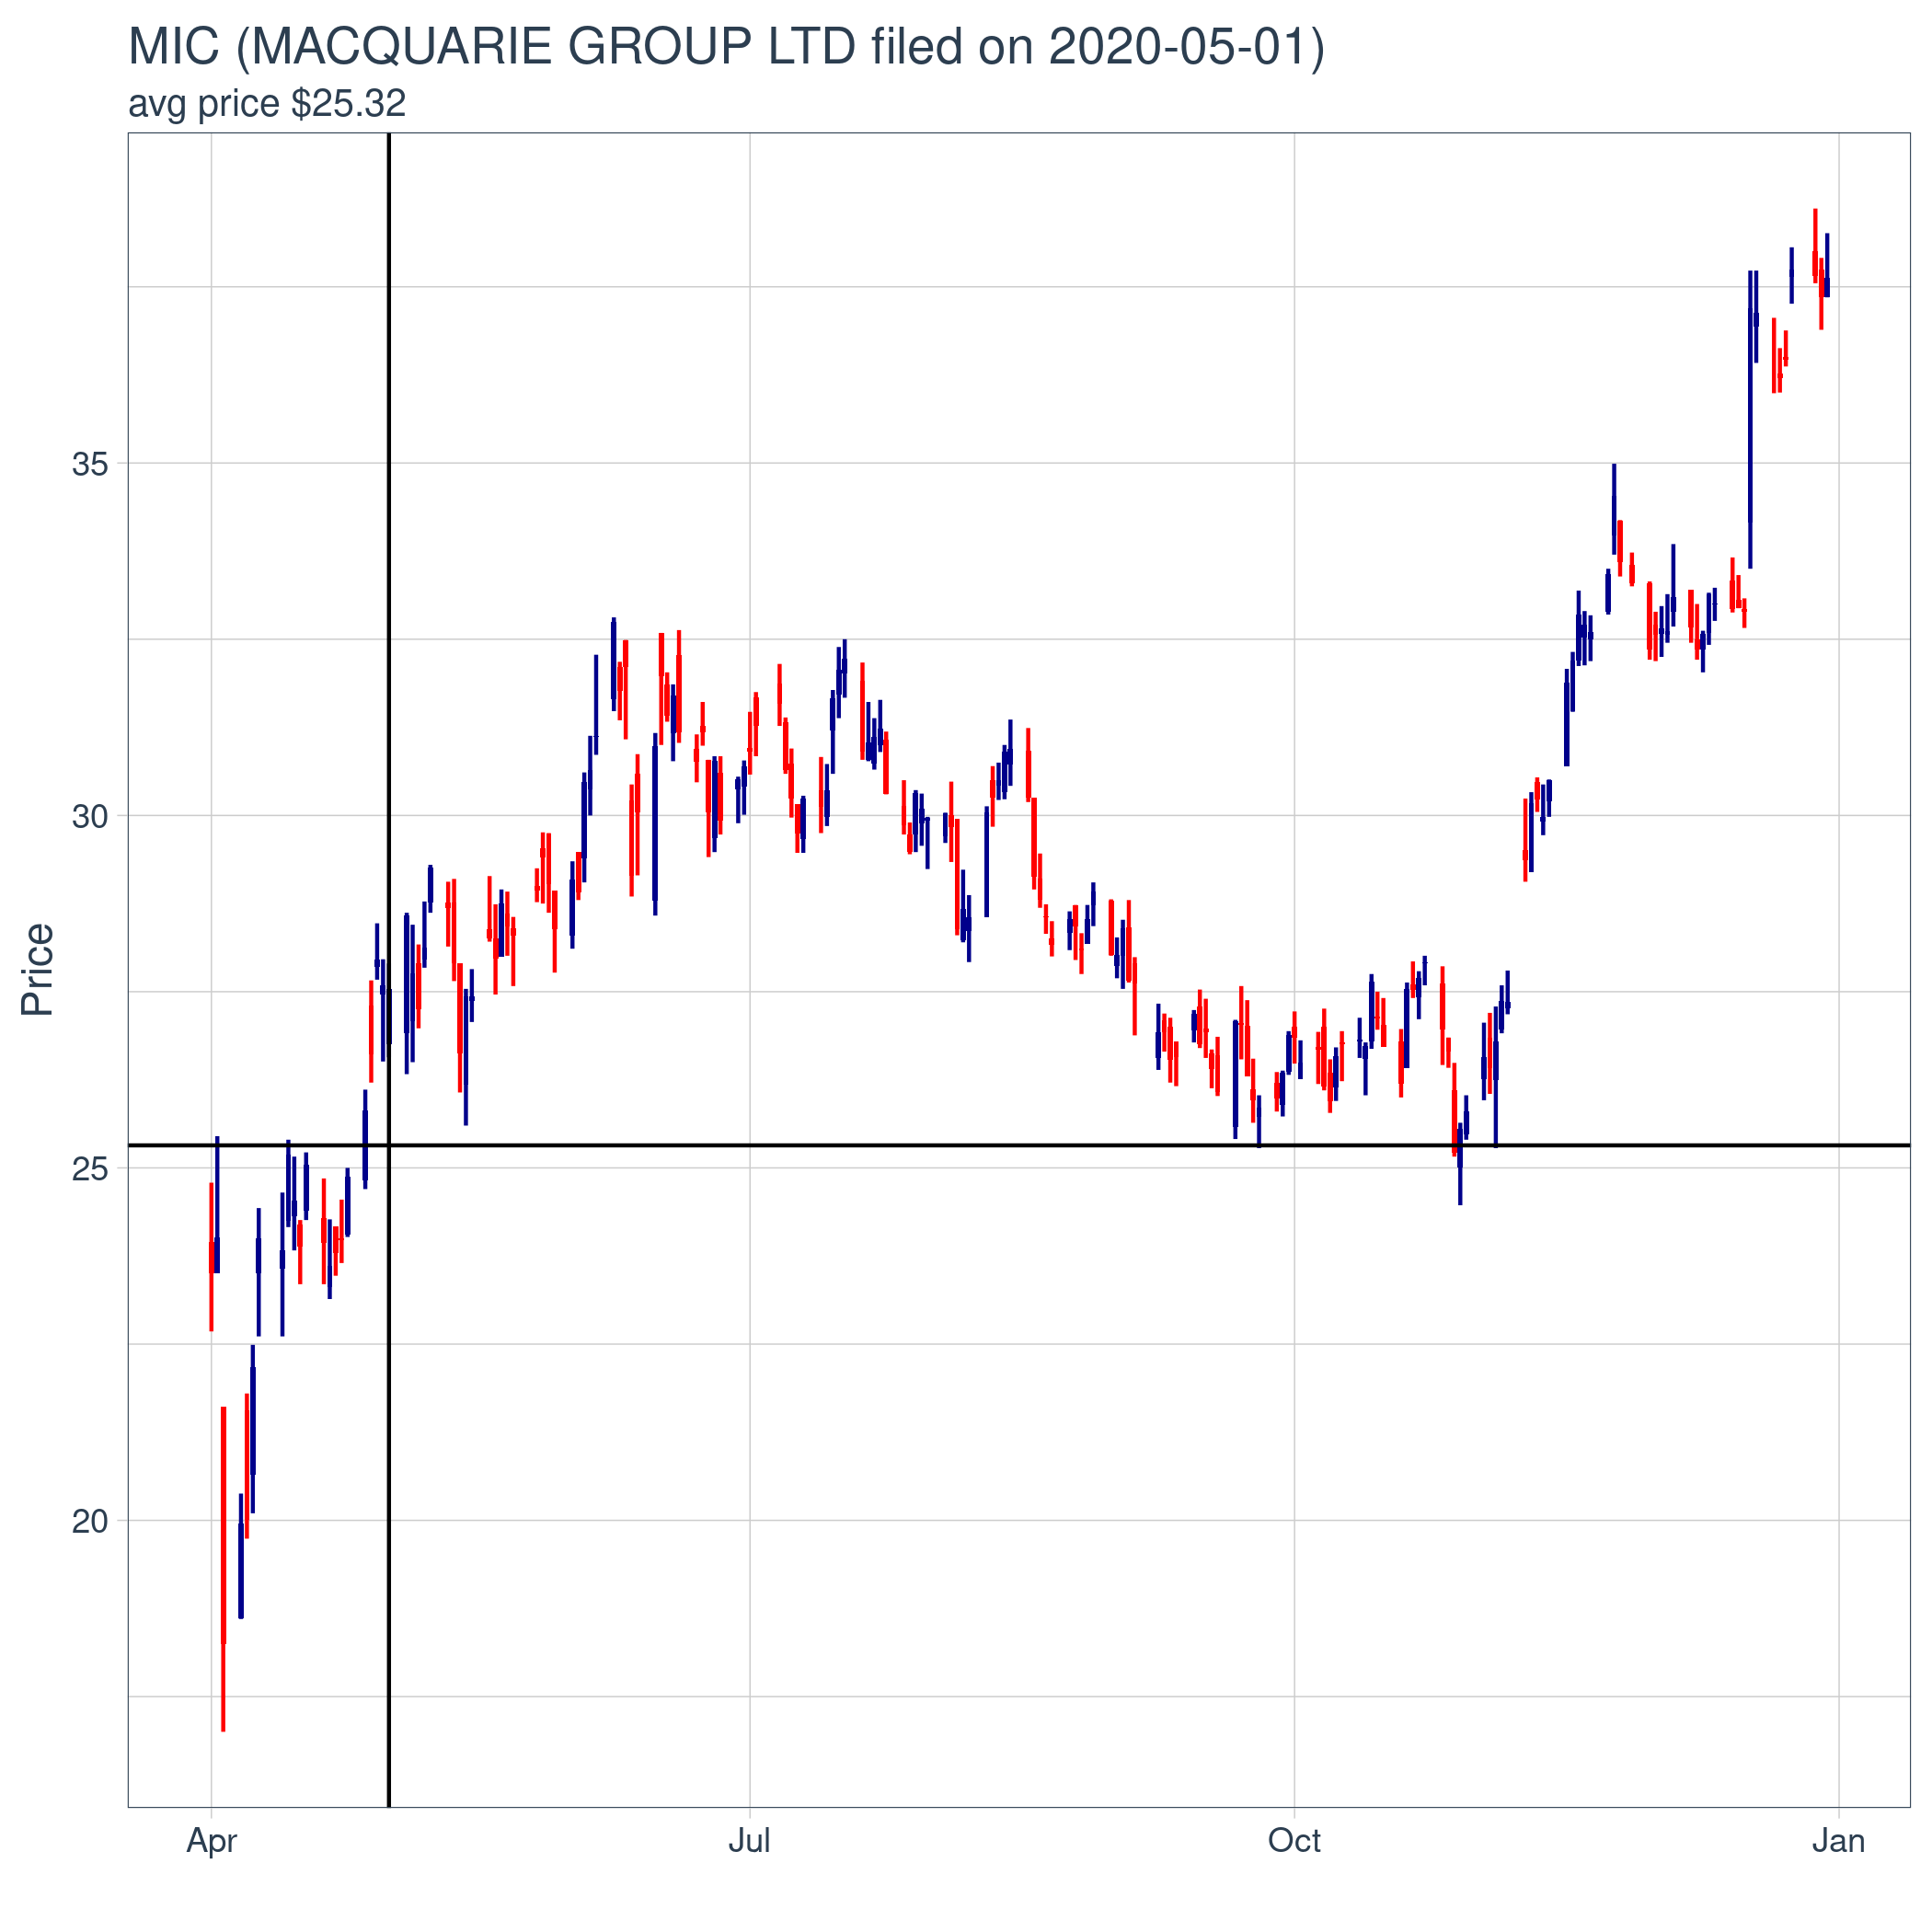 MIC (MACQUARIE GROUP LTD filed on 2020-05-01)
avg price $25.32
35
30
25
20
Price
Apr Jul Oct Jan